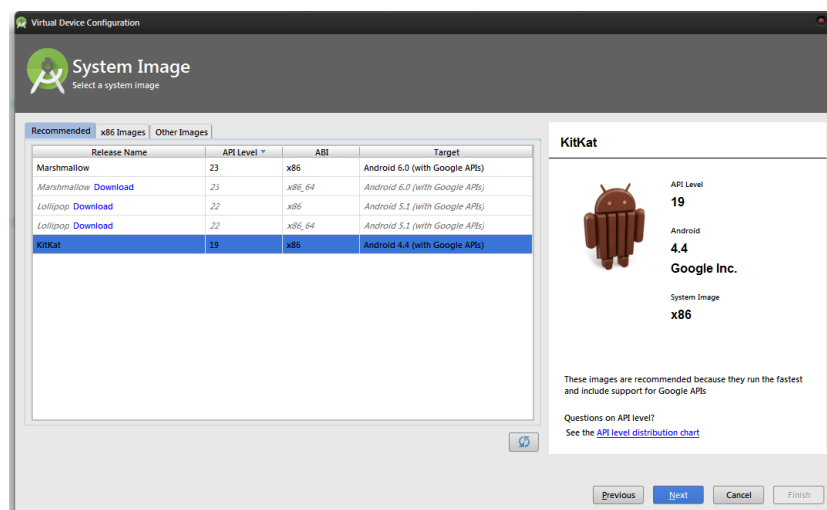 Virtual Device Configuration
System Image
Select a system image
Recommended x86 Images Other Images
Release Name API Level ABI Target
Marshmallow 23 x86 Android 6.0 (with Google APIs)
Marshmallow Download 23 x86_64 Android 6.0 (with Google APIs)
Lollipop Download 22 x86 Android 5.1 (with Google APIs)
Lollipop Download 22 x86_64 Android 5.1 (with Google APIs)
KitKat 19 x86 Android 4.4 (with Google APIs)
KitKat
API Level
19
Android
4.4
Google Inc.
System Image
x86
These images are recommended because they run the fastest
and include support for Google APIs
Questions on API level?
See the API level distribution chart
Previous Next Cancel Finish